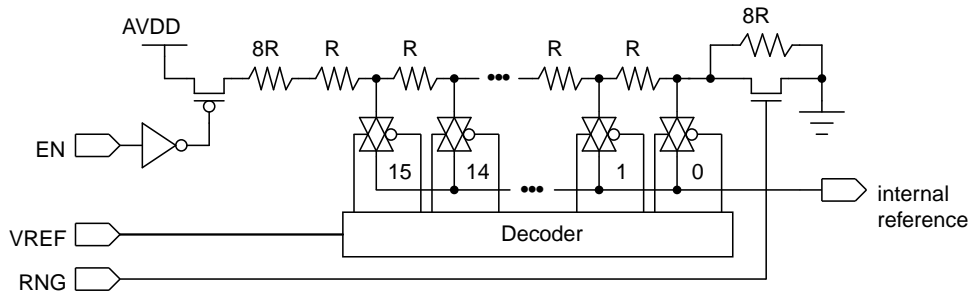 8R
AVDD
8R
R
R
R
R
EN
15
14
1
0
internal
reference
VREF
Decoder
RNG